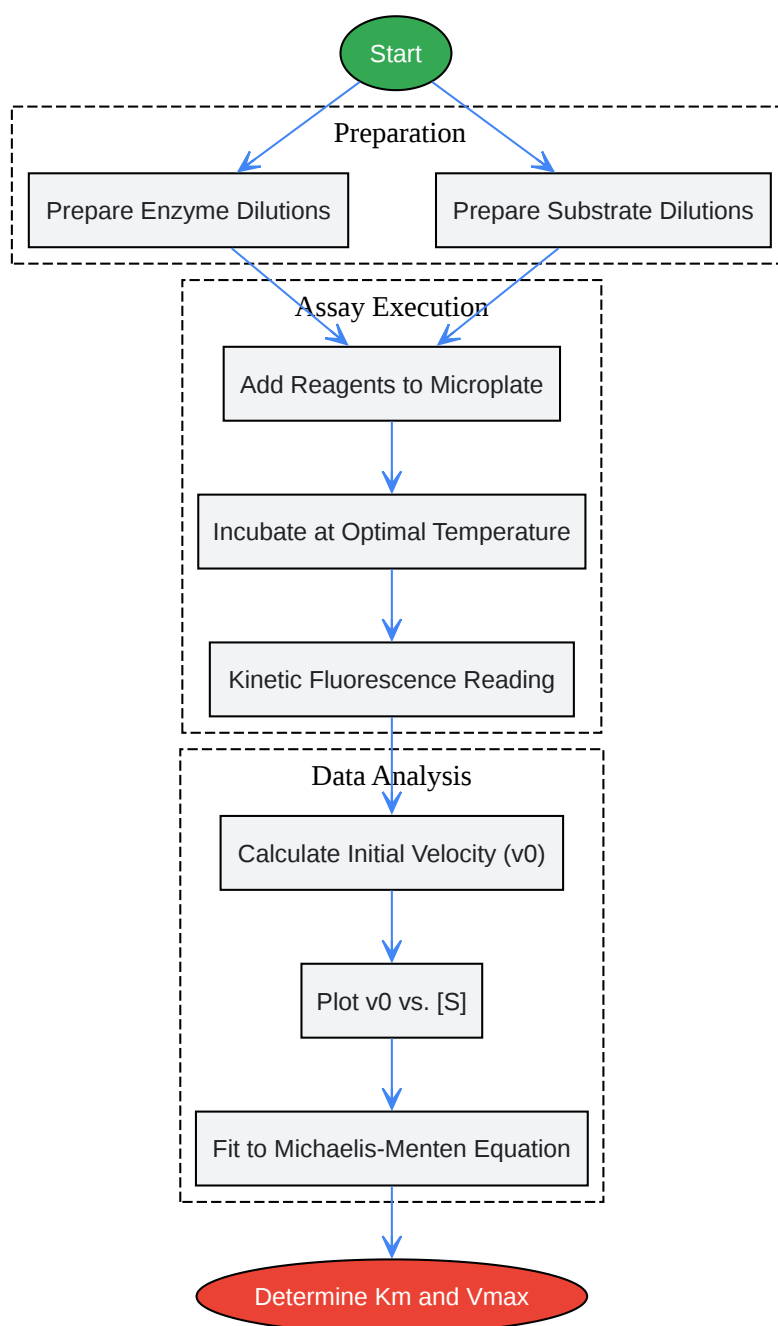 Start
Preparation
Prepare Enzyme Dilutions
Prepare Substrate Dilutions
Assay Execution
Add Reagents to Microplate
Incubate at Optimal Temperature
Kinetic Fluorescence Reading
Data Analysis
Calculate Initial Velocity (v0)
Plot v0 vs. [S]
Fit to Michaelis-Menten Equation
Determine Km and Vmax